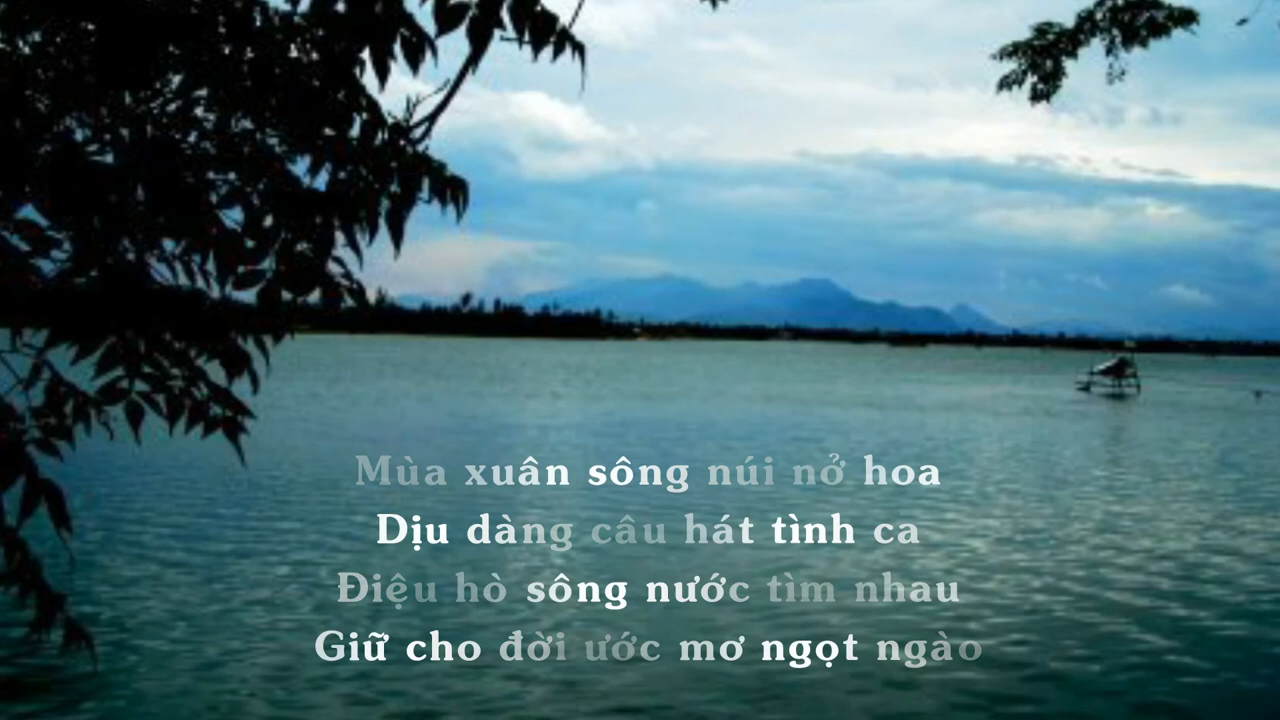 Mùa xuân sông núi nở hoa
Dịu dàng câu hát tình ca
Điệu hò sông nước tìm nhau
Giữ cho đời ước mơ ngọt ngào